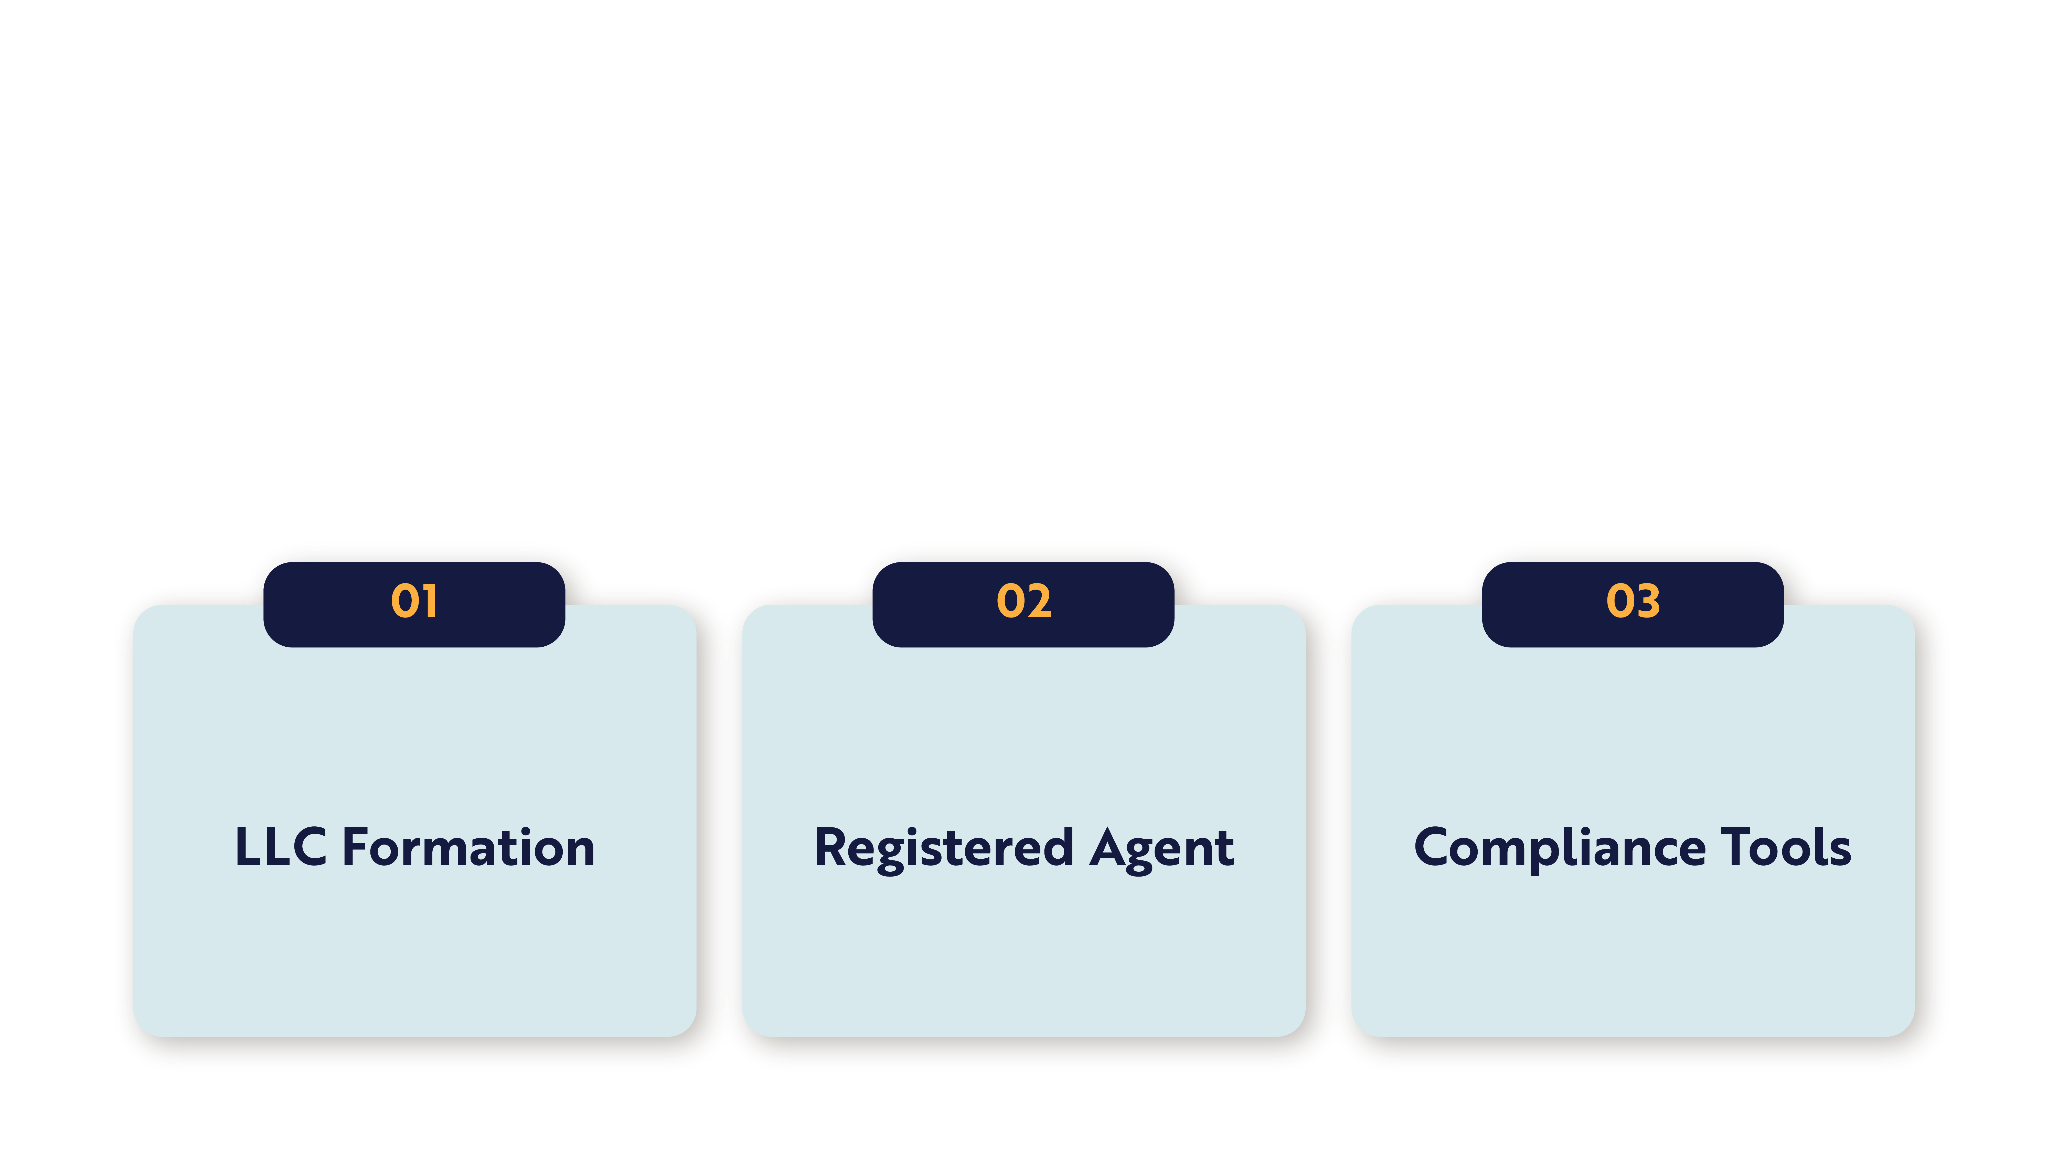 01
LLC Formation
02
Registered Agent
03
Compliance Tools